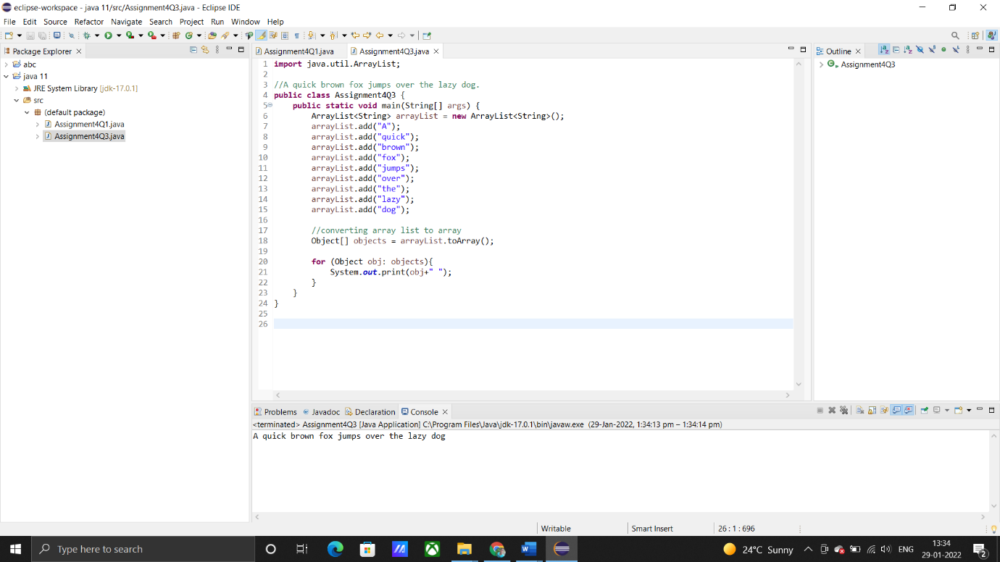 eclipse-workspace - java 11/src/Assignment4Q3.java - Eclipse IDE
File Edit Source Refactor Navigate Search Project Run Window Help
Package Explorer
abc
java 11
JRE System Library [jdk-17.0.1]
src
(default package)
Assignment4Q1.java
Assignment4Q3.java
Assignment4Q1.java Assignment4Q3.java
1 import java.util.ArrayList;
2
3 //A quick brown fox jumps over the lazy dog.
4 public class Assignment4Q3 {
5 public static void main(String[] args) {
6 ArrayList<String> arrayList = new ArrayList<String>();
7 arrayList.add("A");
8 arrayList.add("quick");
9 arrayList.add("brown");
10 arrayList.add("fox");
11 arrayList.add("jumps");
12 arrayList.add("over");
13 arrayList.add("the");
14 arrayList.add("lazy");
15 arrayList.add("dog");
16
17 //converting array list to array
18 Object[] objects = arrayList.toArray();
19
20 for (Object obj: objects){
21 System.out.print(obj+" ");
22 }
23 }
24 }
25
26
Outline
Assignment4Q3
Problems Javadoc Declaration Console
<terminated> Assignment4Q3 [Java Application] C:\Program Files\Java\jdk-17.0.1\bin\javaw.exe (29-Jan-2022, 1:34:13 pm – 1:34:14 pm)
A quick brown fox jumps over the lazy dog
Writable Smart Insert 26 : 1 : 696
Type here to search
24°C Sunny
ENG
13:34
29-01-2022
2